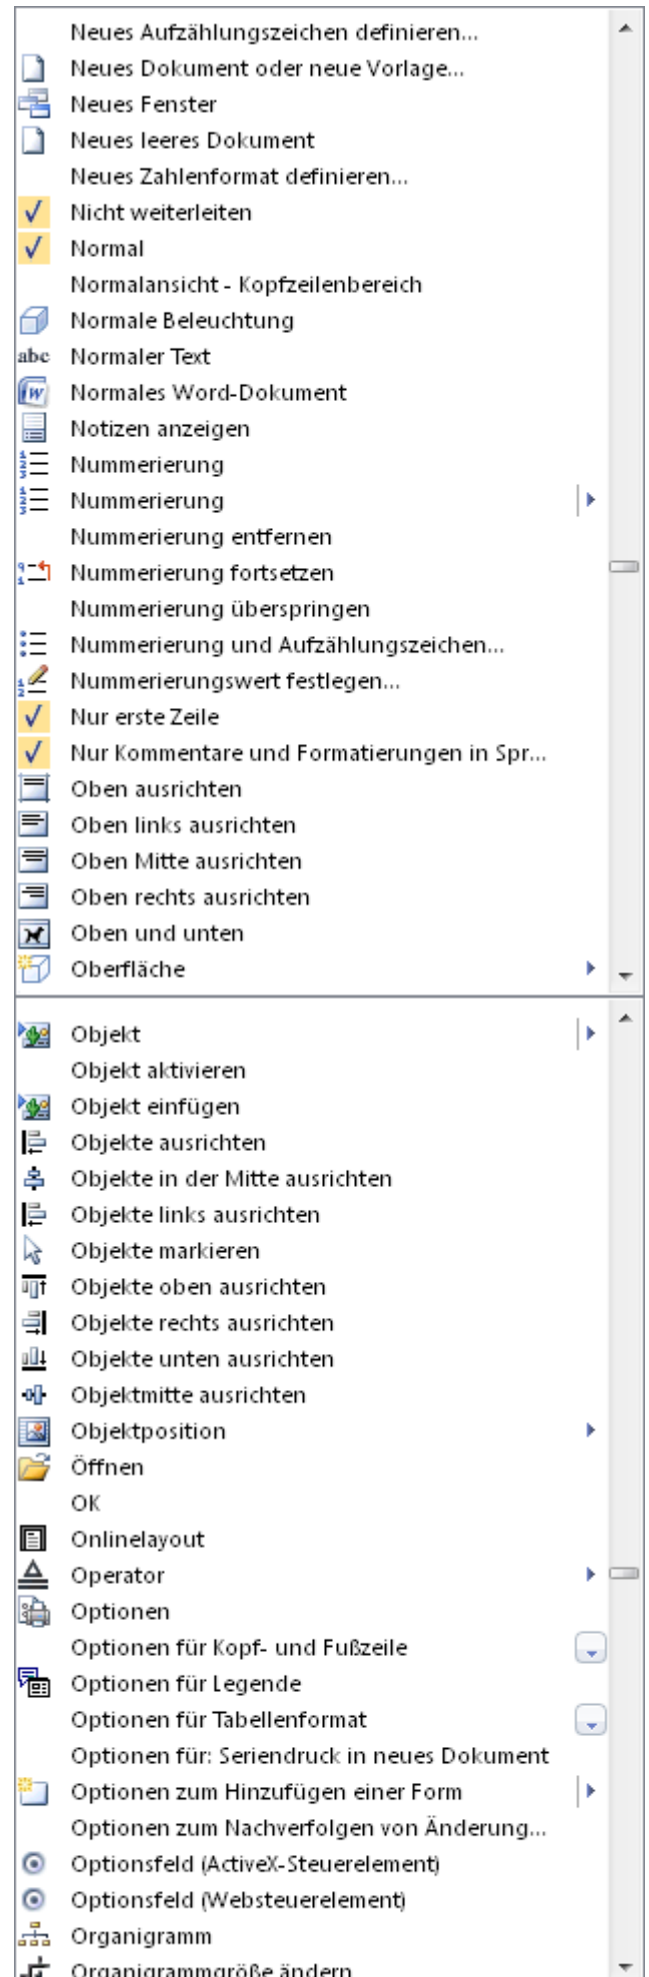 Neues Aufzählungszeichen definieren...
Neues Dokument oder neue Vorlage...
Neues Fenster
Neues leeres Dokument
Neues Zahlenformat definieren...
Nicht weiterleiten
Normal
Normalansicht - Kopfzeilenbereich
Normale Beleuchtung
abc Normaler Text
Normales Word-Dokument
Notizen anzeigen
Nummerierung
Nummerierung
Nummerierung entfernen
Nummerierung fortsetzen
Nummerierung überspringen
Nummerierung und Aufzählungszeichen...
Nummerierungswert festlegen...
Nur erste Zeile
Nur Kommentare und Formatierungen in Spr...
Oben ausrichten
Oben links ausrichten
Oben Mitte ausrichten
Oben rechts ausrichten
Oben und unten
Oberfläche
Objekt
Objekt aktivieren
Objekt einfügen
Objekte ausrichten
Objekte in der Mitte ausrichten
Objekte links ausrichten
Objekte markieren
Objekte oben ausrichten
Objekte rechts ausrichten
Objekte unten ausrichten
Objektmitte ausrichten
Objektposition
Öffnen
OK
Onlinelayout
Operator
Optionen
Optionen für Kopf- und Fußzeile
Optionen für Legende
Optionen für Tabellenformat
Optionen für: Seriendruck in neues Dokument
Optionen zum Hinzufügen einer Form
Optionen zum Nachverfolgen von Änderung...
Optionsfeld (ActiveX-Steuerelement)
Optionsfeld (Websteuerelement)
Organigramm
Organigrammgröße ändern